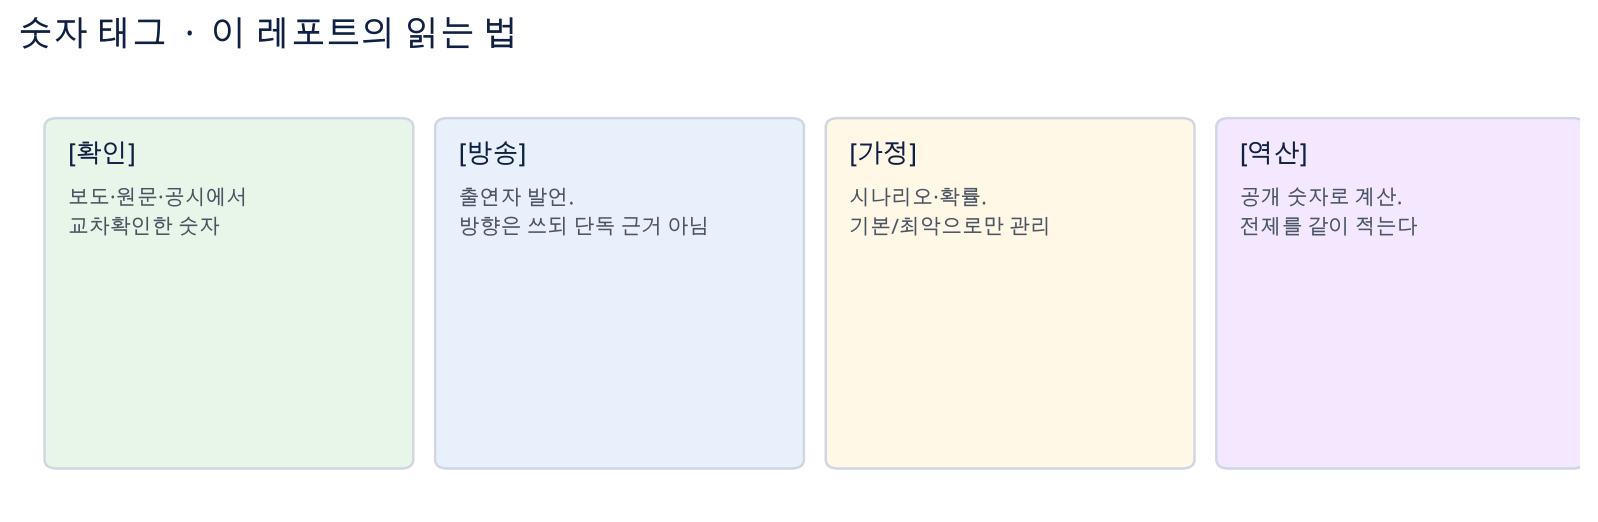 숫자 태그 · 이 레포트의 읽는 법
[확인]
보도·원문·공시에서
교차확인한 숫자
[방송]
출연자 발언.
방향은 쓰되 단독 근거 아님
[가정]
시나리오·확률.
기본/최악으로만 관리
[역산]
공개 숫자로 계산.
전제를 같이 적는다